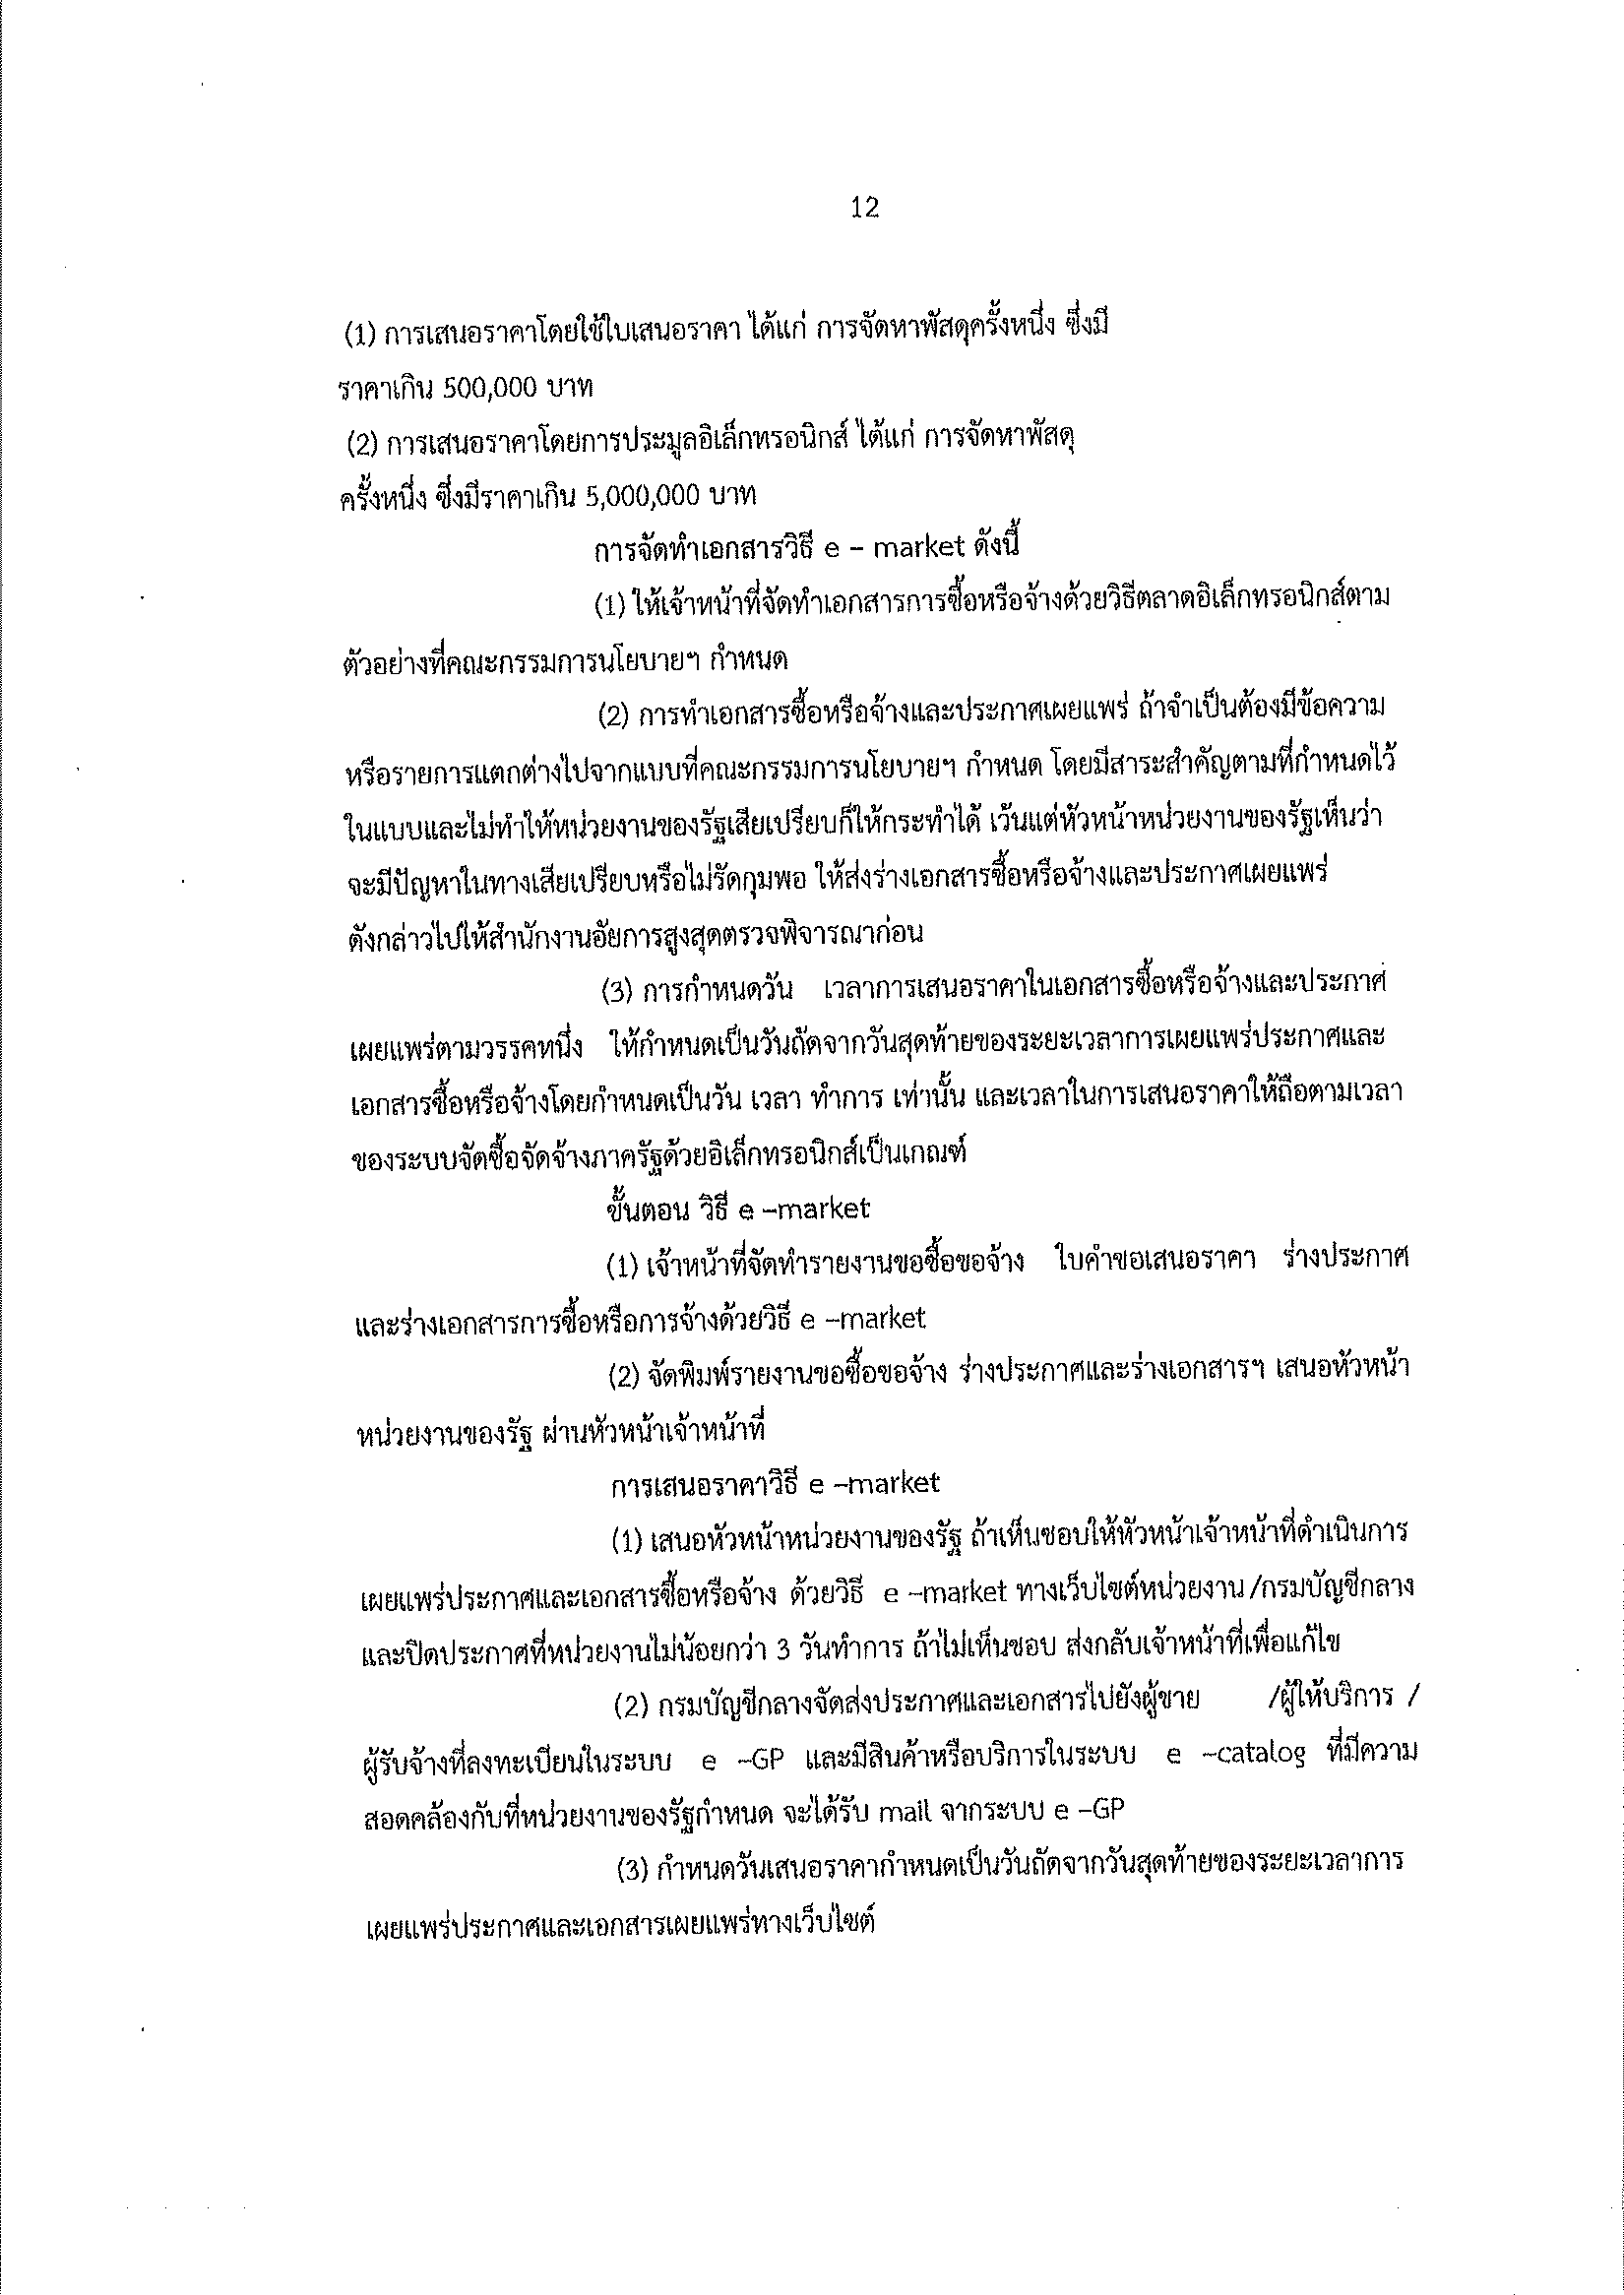 12
(1) การเสนอราคาโดยใช้ใบเสนอราคา ได้แก่ การจัดหาพัสดุครั้งหนึ่ง ซึ่งมี
ราคาเกิน 500,000 บาท
(2) การเสนอราคาโดยการประมูลอิเล็กทรอนิกส์ ได้แก่ การจัดหาพัสดุ
ครั้งหนึ่ง ซึ่งมีราคาเกิน 5,000,000 บาท
การจัดทำเอกสารวิธี e – market ดังนี้
(1) ให้เจ้าหน้าที่จัดทำเอกสารการซื้อหรือจ้างด้วยวิธีตลาดอิเล็กทรอนิกส์ตาม
ตัวอย่างที่คณะกรรมการนโยบายฯ กำหนด
(2) การทำเอกสารซื้อหรือจ้างและประกาศเผยแพร่ ถ้าจำเป็นต้องมีข้อความ
หรือรายการแตกต่างไปจากแบบที่คณะกรรมการนโยบายฯ กำหนด โดยมีสาระสำคัญตามที่กำหนดไว้
ในแบบและไม่ทำให้หน่วยงานของรัฐเสียเปรียบก็ให้กระทำได้ เว้นแต่หัวหน้าหน่วยงานของรัฐเห็นว่า
จะมีปัญหาในทางเสียเปรียบหรือไม่รัดกุมพอ ให้ส่งร่างเอกสารซื้อหรือจ้างและประกาศเผยแพร่
ดังกล่าวไปให้สำนักงานอัยการสูงสุดตรวจพิจารณาก่อน
(3) การกำหนดวัน เวลาการเสนอราคาในเอกสารซื้อหรือจ้างและประกาศ
เผยแพร่ตามวรรคหนึ่ง ให้กำหนดเป็นวันถัดจากวันสุดท้ายของระยะเวลาการเผยแพร่ประกาศและ
เอกสารซื้อหรือจ้างโดยกำหนดเป็นวัน เวลา ทำการ เท่านั้น และเวลาในการเสนอราคาให้ถือตามเวลา
ของระบบจัดซื้อจัดจ้างภาครัฐด้วยอิเล็กทรอนิกส์เป็นเกณฑ์
ขั้นตอน วิธี e –market
(1) เจ้าหน้าที่จัดทำรายงานขอซื้อขอจ้าง ใบคำขอเสนอราคา ร่างประกาศ
และร่างเอกสารการซื้อหรือการจ้างด้วยวิธี e –market
(2) จัดพิมพ์รายงานขอซื้อขอจ้าง ร่างประกาศและร่างเอกสารฯ เสนอหัวหน้า
หน่วยงานของรัฐ ผ่านหัวหน้าเจ้าหน้าที่
การเสนอราคาวิธี e –market
(1) เสนอหัวหน้าหน่วยงานของรัฐ ถ้าเห็นชอบให้หัวหน้าเจ้าหน้าที่ดำเนินการ
เผยแพร่ประกาศและเอกสารซื้อหรือจ้าง ด้วยวิธี e –market ทางเว็บไซต์หน่วยงาน/กรมบัญชีกลาง
และปิดประกาศที่หน่วยงานไม่น้อยกว่า 3 วันทำการ ถ้าไม่เห็นชอบ ส่งกลับเจ้าหน้าที่เพื่อแก้ไข
(2) กรมบัญชีกลางจัดส่งประกาศและเอกสารไปยังผู้ขาย /ผู้ให้บริการ /
ผู้รับจ้างที่ลงทะเบียนในระบบ e –GP และมีสินค้าหรือบริการในระบบ e –catalog ที่มีความ
สอดคล้องกับที่หน่วยงานของรัฐกำหนด จะได้รับ mail จากระบบ e –GP
(3) กำหนดวันเสนอราคากำหนดเป็นวันถัดจากวันสุดท้ายของระยะเวลาการ
เผยแพร่ประกาศและเอกสารเผยแพร่ทางเว็บไซต์